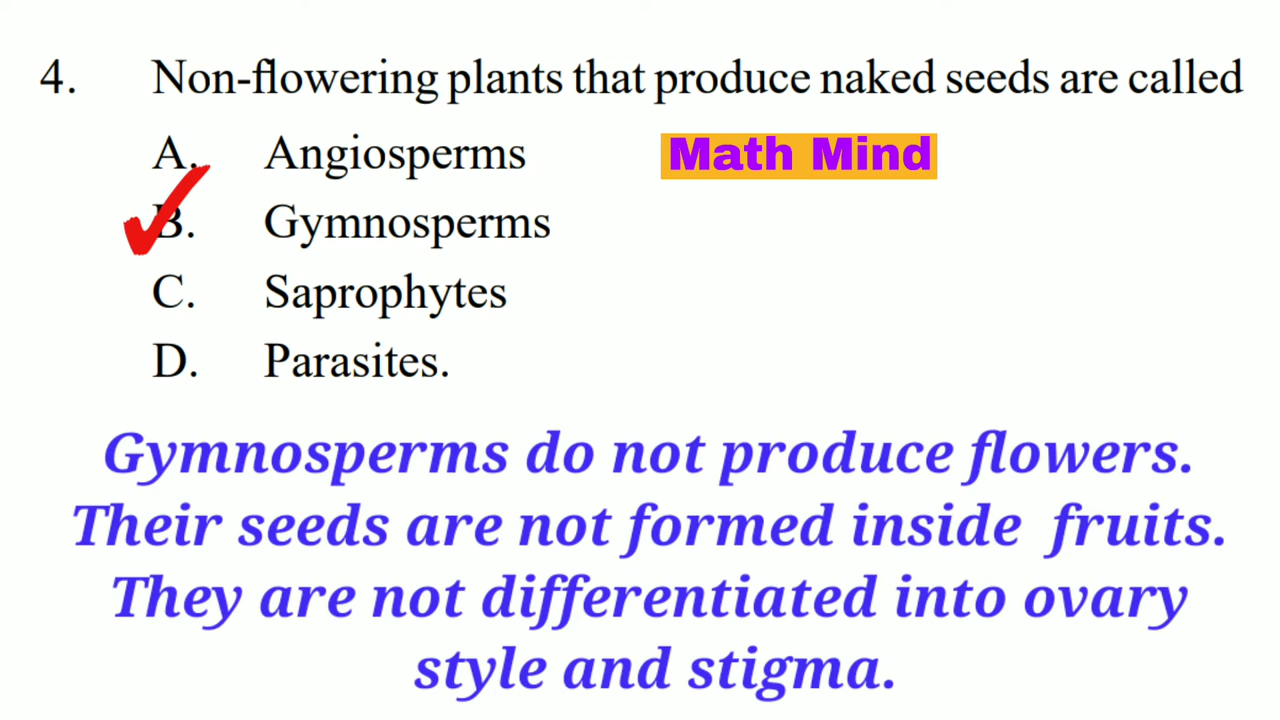 4. Non-flowering plants that produce naked seeds are called
A. Angiosperms
Math Mind
B. Gymnosperms
C. Saprophytes
D. Parasites.
Gymnosperms do not produce flowers.
Their seeds are not formed inside fruits.
They are not differentiated into ovary
style and stigma.